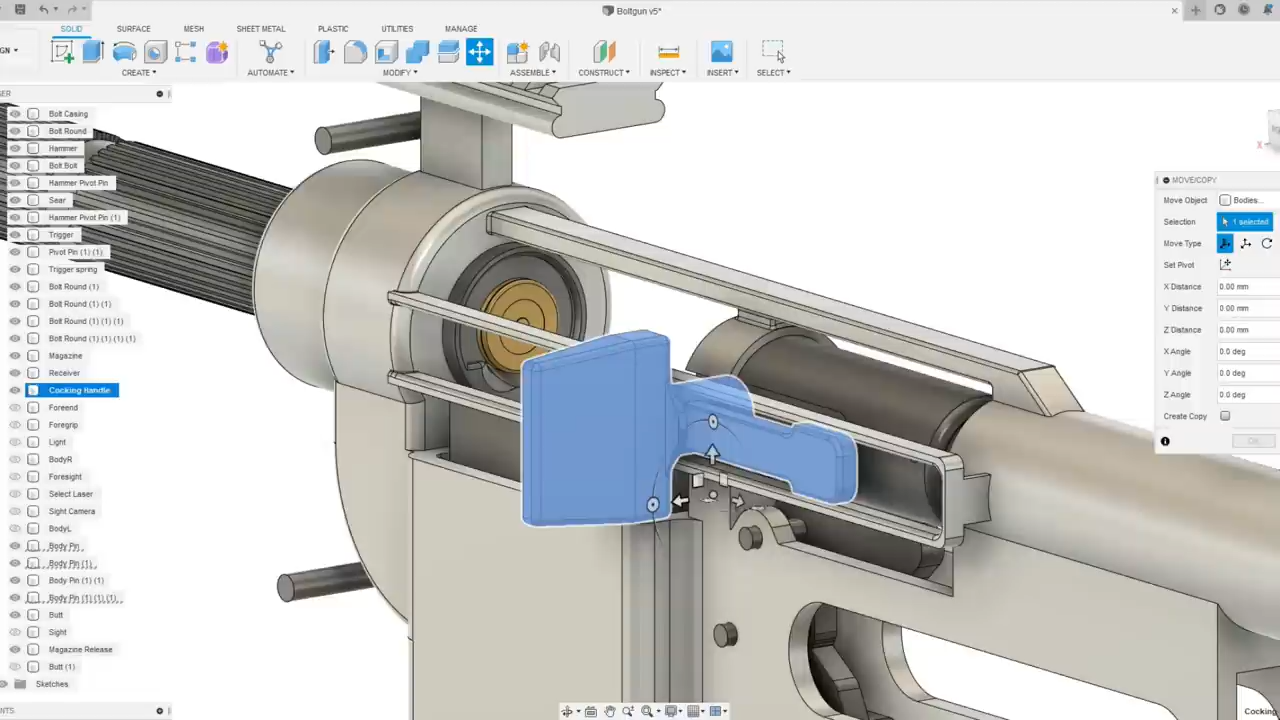 Boltgun v5*
SOLID SURFACE MESH SHEET METAL PLASTIC UTILITIES MANAGE
GN
CREATE AUTOMATE MODIFY ASSEMBLE CONSTRUCT INSPECT INSERT SELECT
SER
Bolt Casing
Bolt Round
Hammer
Bolt Bolt
Hammer Pivot Pin
Sear
Hammer Pivot Pin (1)
Trigger
Pivot Pin (1) (1)
Trigger spring
Bolt Round (1)
Bolt Round (1) (1)
Bolt Round (1) (1) (1)
Bolt Round (1) (1) (1) (1)
Magazine
Receiver
Cocking Handle
Foreend
Foregrip
Light
BodyR
Foresight
Select Laser
Sight Camera
BodyL
Body Pin
Body Pin (1)
Body Pin (1) (1)
Body Pin (1) (1) (1)
Butt
Sight
Magazine Release
Butt (1)
Sketches
NTS
X
MOVE/COPY
Move Object Bodies...
Selection 1 selected
Move Type
Set Pivot
X Distance 0.00 mm
Y Distance 0.00 mm
Z Distance 0.00 mm
X Angle 0.0 deg
Y Angle 0.0 deg
Z Angle 0.0 deg
Create Copy
OK
Cocking